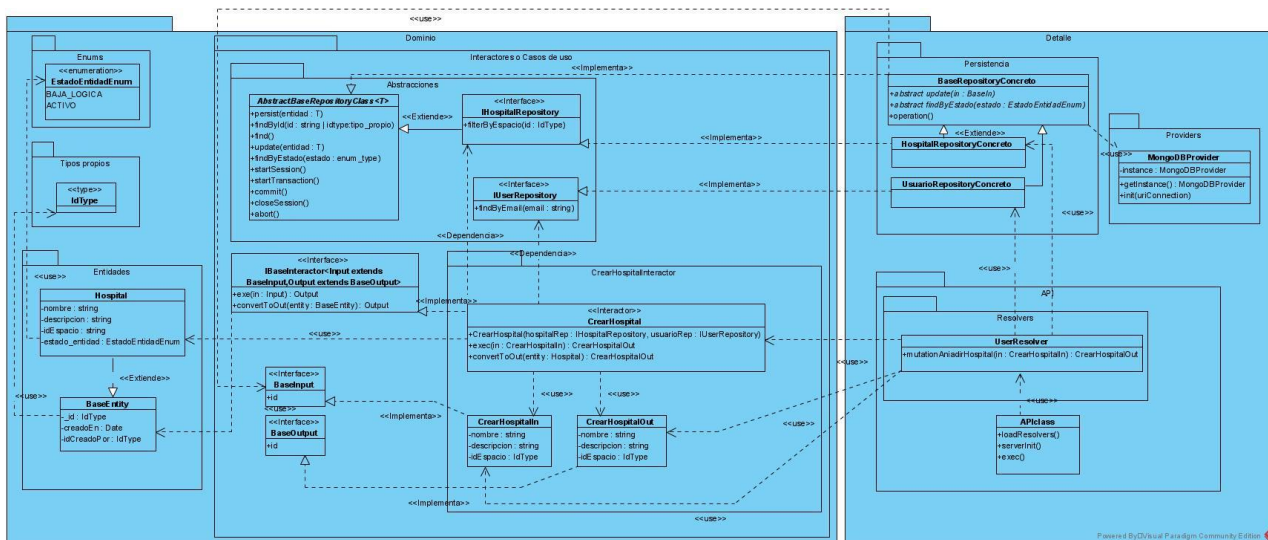 <<use>>
Dominio
Enums
<<enumeration>>
EstadoEntidadEnum
BAJA_LOGICA
ACTIVO
Tipos propios
<<type>>
IdType
Entidades
<<use>>
Hospital
-nombre : string
-descripcion : string
-idEspacio : string
-estado_entidad : EstadoEntidadEnum
<<Extiende>>
<<use>>
BaseEntity
-_id : IdType
-creadoEn : Date
-idCreadoPor : IdType
Interactores o Casos de uso
Abstracciones
<<Implementa>>
AbstractBaseRepositoryClass<T>
+persist(entidad : T)
+findById(id : string | idtype:tipo_propio)
+find()
+update(entidad : T)
+findByEstado(estado : enum_type)
+startSession()
+startTransaction()
+commit()
+closeSession()
+abort()
<<Extiende>>
<<Interface>>
IHospitalRepository
+filterByEspacio(id : IdType)
<<Implementa>>
<<Interface>>
IUserRepository
+findByEmail(email : string)
<<Implementa>>
<<Dependencia>>
<<Dependencia>>
<<Interface>>
IBaseInteractor<Input extends
BaseInput,Output extends BaseOutput>
+exe(in : Input) : Output
+convertToOut(entity : BaseEntity) : Output
<<Implementa>>
CrearHospitalInteractor
<<Interactor>>
CrearHospital
+CrearHospital(hospitalRep : IHospitalRepository, usuarioRep : IUserRepository)
+exec(in : CrearHospitalIn) : CrearHospitalOut
+convertToOut(entity : Hospital) : CrearHospitalOut
<<use>>
<<Interface>>
BaseInput
+id
<<use>>
<<Interface>>
BaseOutput
+id
<<Implementa>>
<<use>>
<<use>>
CrearHospitalIn
-nombre : string
-descripcion : string
-idEspacio : IdType
CrearHospitalOut
-nombre : string
-descripcion : string
-idEspacio : IdType
<<Implementa>>
<<use>>
Detalle
Persistencia
BaseRepositoryConcreto
+abstract update(in : BaseIn)
+abstract findByEstado(estado : EstadoEntidadEnum)
+operation()
<<Extiende>>
HospitalRepositoryConcreto
UsuarioRepositoryConcreto
<<use>>
Providers
MongoDBProvider
-instance : MongoDBProvider
+getInstance() : MongoDBProvider
+init(uriConnection)
<<use>>
<<use>>
API
Resolvers
UserResolver
+mutationAniadirHospital(in : CrearHospitalIn) : CrearHospitalOut
<<use>>
<<use>>
<<use>>
APIclass
+loadResolvers()
+serverInit()
+exec()
Powered By Visual Paradigm Community Edition